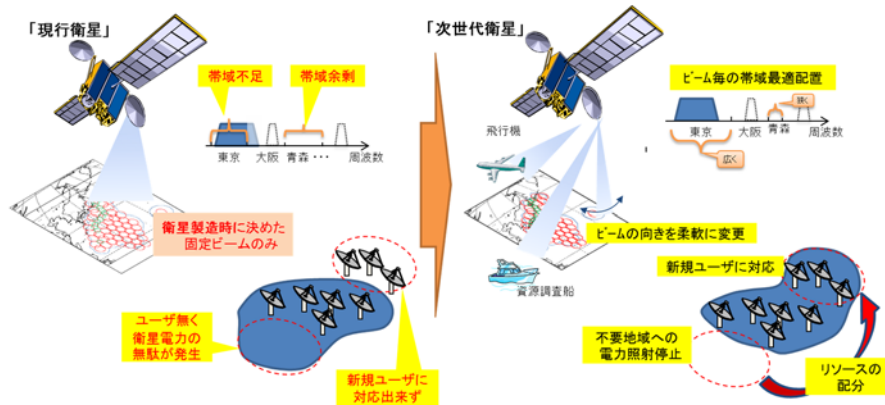 「現行衛星」
帯域不足
帯域余剰
東京
大阪
青森・・・
周波数
衛星製造時に決めた
固定ビームのみ
ユーザ無く
衛星電力の
無駄が発生
新規ユーザに
対応出来ず
「次世代衛星」
ビーム毎の帯域最適配置
狭く
東京
大阪
青森
周波数
広く
飛行機
ビームの向きを柔軟に変更
資源調査船
新規ユーザに対応
不要地域への
電力照射停止
リソースの
配分